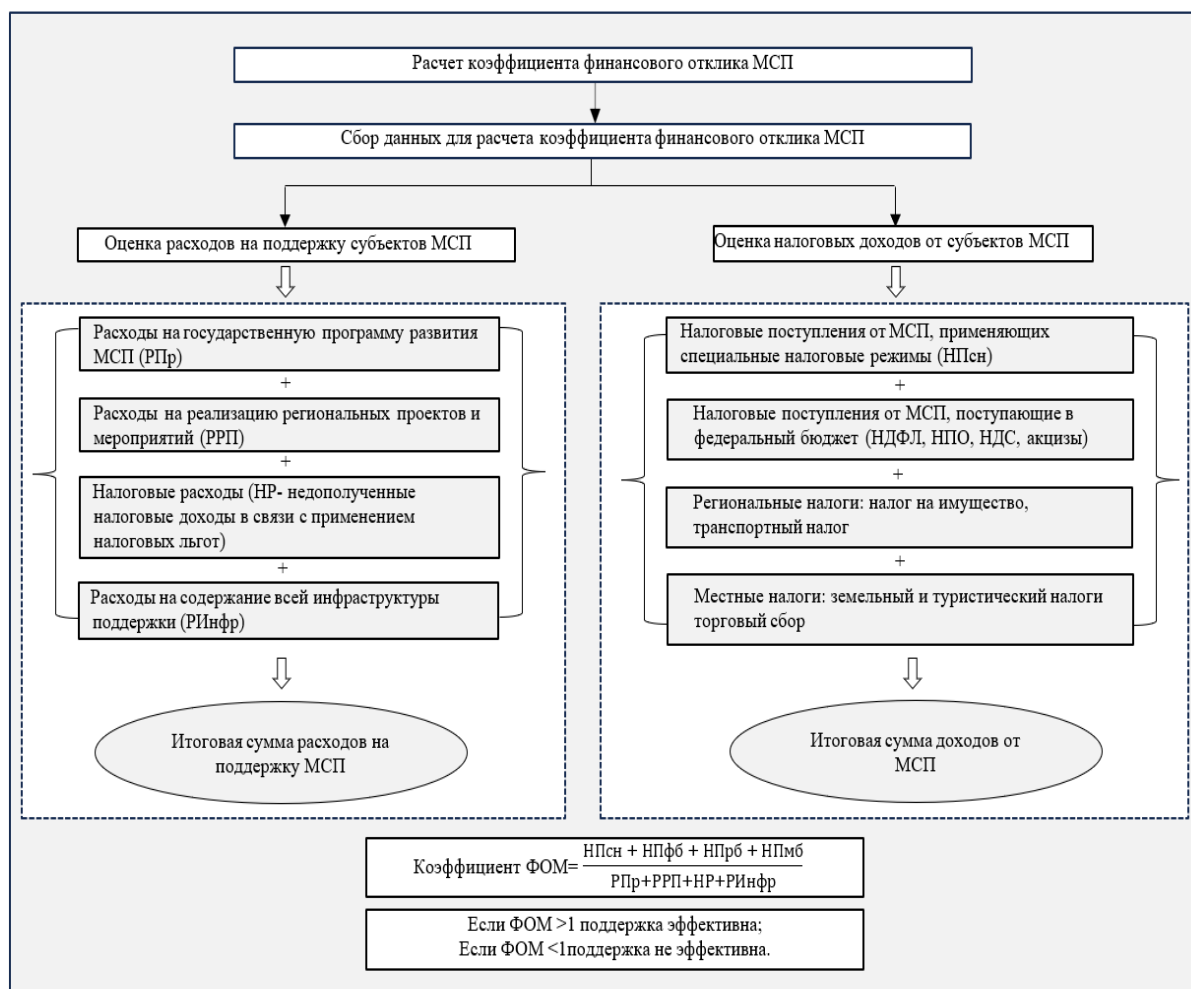 Расчет коэффициента финансового отклика МСП
Сбор данных для расчета коэффициента финансового отклика МСП
Оценка расходов на поддержку субъектов МСП
Расходы на государственную программу развития
МСП (РПр)
+
Расходы на реализацию региональных проектов и
мероприятий (РРП)
+
Налоговые расходы (НР- недополученные
налоговые доходы в связи с применением
налоговых льгот)
+
Расходы на содержание всей инфраструктуры
поддержки (РИнфр)
Итоговая сумма расходов на
поддержку МСП
Оценка налоговых доходов от субъектов МСП
Налоговые поступления от МСП, применяющих
специальные налоговые режимы (НПсн)
+
Налоговые поступления от МСП, поступающие в
федеральный бюджет (НДФЛ, НПО, НДС, акцизы)
+
Региональные налоги: налог на имущество,
транспортный налог
+
Местные налоги: земельный и туристический налоги
торговый сбор
Итоговая сумма доходов от
МСП
НПсн + НПфб + НПрб + НПмб
Коэффициент ФОМ=
РПр+РРП+НР+РИнфр
Если ФОМ >1 поддержка эффективна;
Если ФОМ <1поддержка не эффективна.